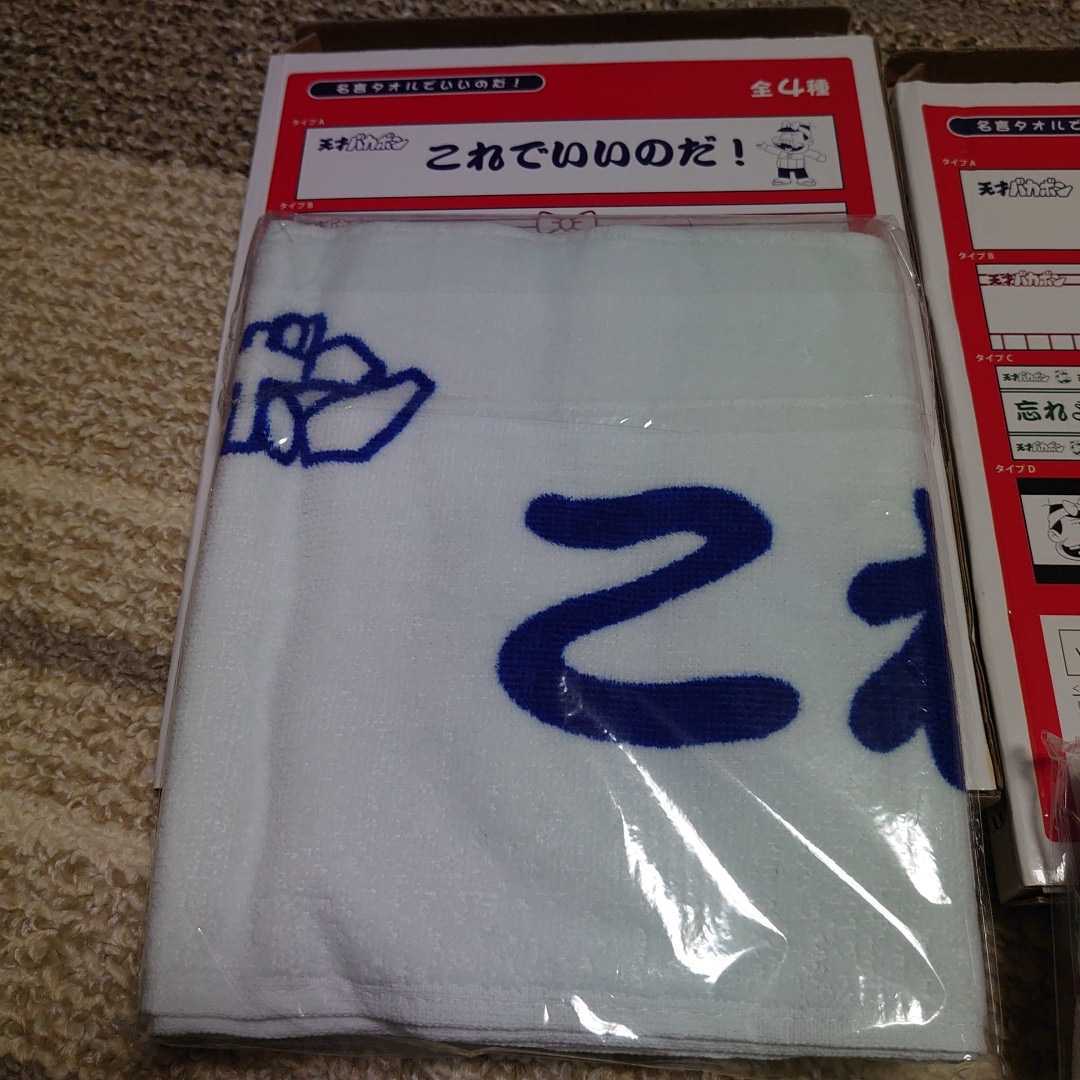 名言タオルでいいのだ!
全4種
タイプA
天才バカボン
これでいいのだ!
タイプB
ボン
これ
名言タオルで
タイプA
天才バカボン
タイプB
天才バカボン
タイプC
天才バカボン
忘れよ
天才バカボン
タイプD